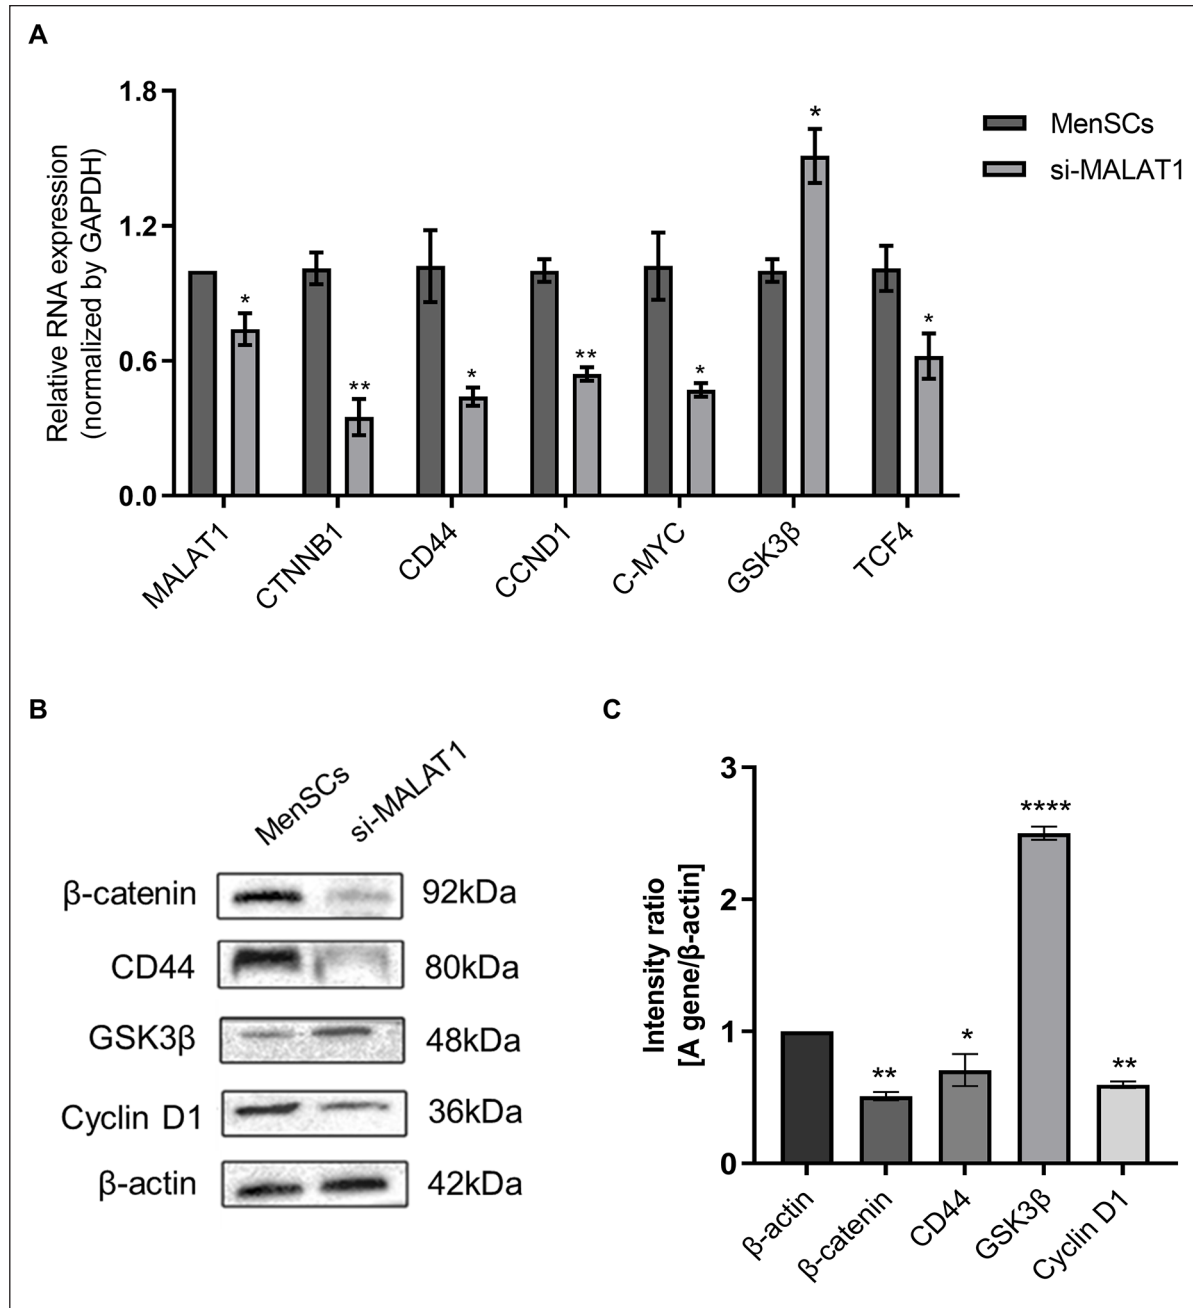 A
Relative RNA expression
(normalized by GAPDH)
1.8
1.2
0.6
0.0
*
**
*
**
*
*
*
MenSCs
si-MALAT1
MALAT1
CTNNB1
CD44
CCND1
C-MYC
GSK3β
TCF4
B
MenSCs
si-MALAT1
β-catenin
92kDa
CD44
80kDa
GSK3β
48kDa
Cyclin D1
36kDa
β-actin
42kDa
C
Intensity ratio
[A gene/β-actin]
3
2
1
0
**
*
****
**
β-actin
β-catenin
CD44
GSK3β
Cyclin D1